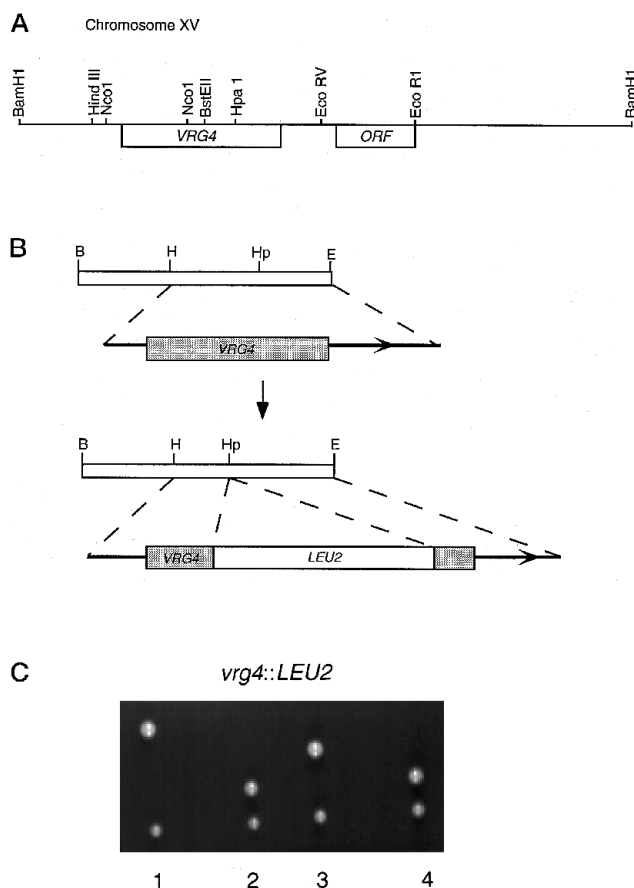 A
Chromosome XV
BamH1
Hind III
Nco1
Nco1
BstEII
Hpa 1
Eco RV
Eco R1
BamH1
VRG4
ORF
B
B H Hp E
VRG4
B H Hp E
VRG4 LEU2
C
vrg4::LEU2
1 2 3 4